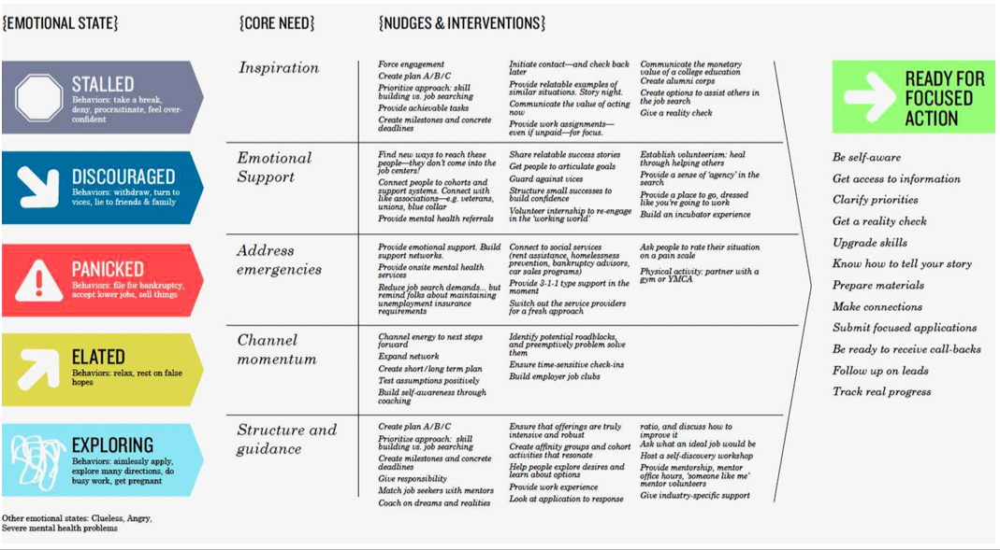 {EMOTIONAL STATE}
{CORE NEED}
{NUDGES & INTERVENTIONS}
STALLED
Behaviors: take a break,
deny, procrastinate, feel over-
confident
Inspiration
Force engagement
Create plan A/B/C
Prioritize approach: skill
building vs. job searching
Provide achievable tasks
Create milestones and concrete
deadlines
Initiate contact—and check back
later
Provide relatable examples of
similar situations. Story night.
Communicate the value of acting
now
Provide work assignments—
even if unpaid—for focus.
Communicate the monetary
value of a college education
Create alumni corps
Create options to assist others in
the job search
Give a reality check
DISCOURAGED
Behaviors: withdraw, turn to
vices, lie to friends & family
Emotional
Support
Find new ways to reach these
people—they don't come into the
job centers!
Connect people to cohorts and
support systems. Connect with
like associations—e.g. veterans,
unions, blue collar
Provide mental health referrals
Share relatable success stories
Get people to articulate goals
Guard against vices
Structure small successes to
build confidence
Volunteer internship to re-engage
in the 'working world'
Establish volunteerism: heal
through helping others
Provide a sense of 'agency' in the
search
Provide a place to go, dressed
like you're going to work
Build an incubator experience
PANICKED
Behaviors: file for bankruptcy,
accept lower jobs, sell things
Address
emergencies
Provide emotional support. Build
support networks.
Provide onsite mental health
services
Reduce job search demands... but
remind folks about maintaining
unemployment insurance
requirements
Connect to social services
(rent assistance, homelessness
prevention, bankruptcy advisors,
car sales programs)
Provide 3-1-1 type support in the
moment
Switch out the service providers
for a fresh approach
Ask people to rate their situation
on a pain scale
Physical activity: partner with a
gym or YMCA
ELATED
Behaviors: relax, rest on false
hopes
Channel
momentum
Channel energy to next steps
forward
Expand network
Create short/long term plan
Test assumptions positively
Build self-awareness through
coaching
Identify potential roadblocks,
and preemptively problem solve
them
Ensure time-sensitive check-ins
Build employer job clubs
EXPLORING
Behaviors: aimlessly apply,
explore many directions, do
busy work, get pregnant
Structure and
guidance
Create plan A/B/C
Prioritize approach: skill
building vs. job searching
Create milestones and concrete
deadlines
Give responsibility
Match job seekers with mentors
Coach on dreams and realities
Ensure that offerings are truly
intensive and robust
Create affinity groups and cohort
activities that resonate
Help people explore desires and
learn about options
Provide work experience
Look at application to response
ratio, and discuss how to
improve it
Ask what an ideal job would be
Host a self-discovery workshop
Provide mentorship, mentor
office hours, 'someone like me'
mentor volunteers
Give industry-specific support
Other emotional states: Clueless, Angry,
Severe mental health problems
READY FOR
FOCUSED
ACTION
Be self-aware
Get access to information
Clarify priorities
Get a reality check
Upgrade skills
Know how to tell your story
Prepare materials
Make connections
Submit focused applications
Be ready to receive call-backs
Follow up on leads
Track real progress